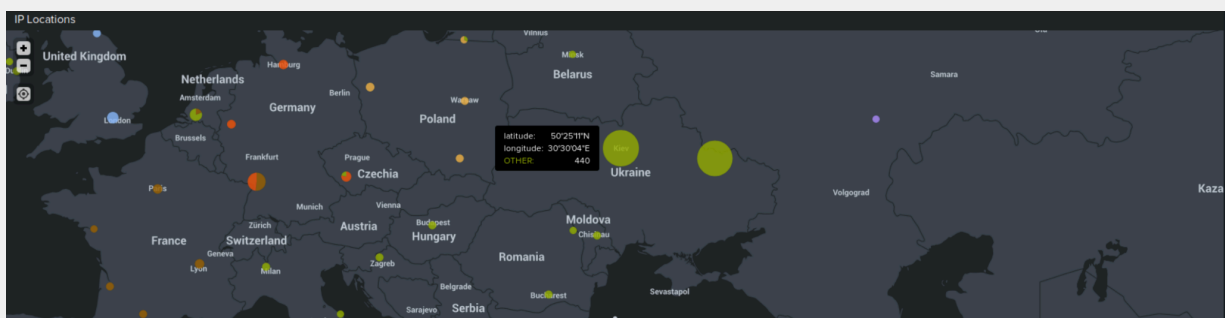 IP Locations
Vilnius
United Kingdom
Hamburg
Minsk
Belarus
Samara
Netherlands
Amsterdam
Berlin
Germany
Warsaw
Poland
London
Brussels
latitude: 50°25'11"N
longitude: 30°30'04"E
OTHER: 440
Kiev
Ukraine
Frankfurt
Prague
Czechia
Paris
Volgograd
Kaza
Munich
Vienna
Zürich
Austria
Budapest
Hungary
Moldova
Chisinau
France
Switzerland
Geneva
Lyon
Milan
Zagreb
Romania
Belgrade
Bucharest
Sevastapol
Sarajevo
Serbia